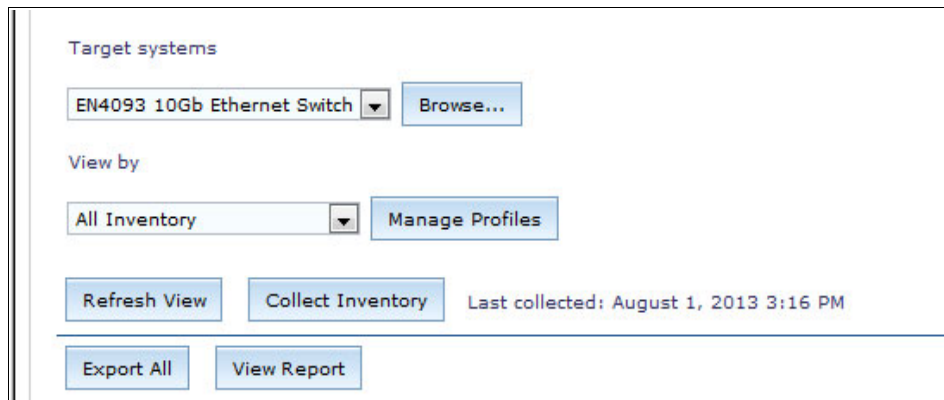 Target systems
EN4093 10Gb Ethernet Switch Browse...
View by
All Inventory Manage Profiles
Refresh View Collect Inventory Last collected: August 1, 2013 3:16 PM
Export All View Report